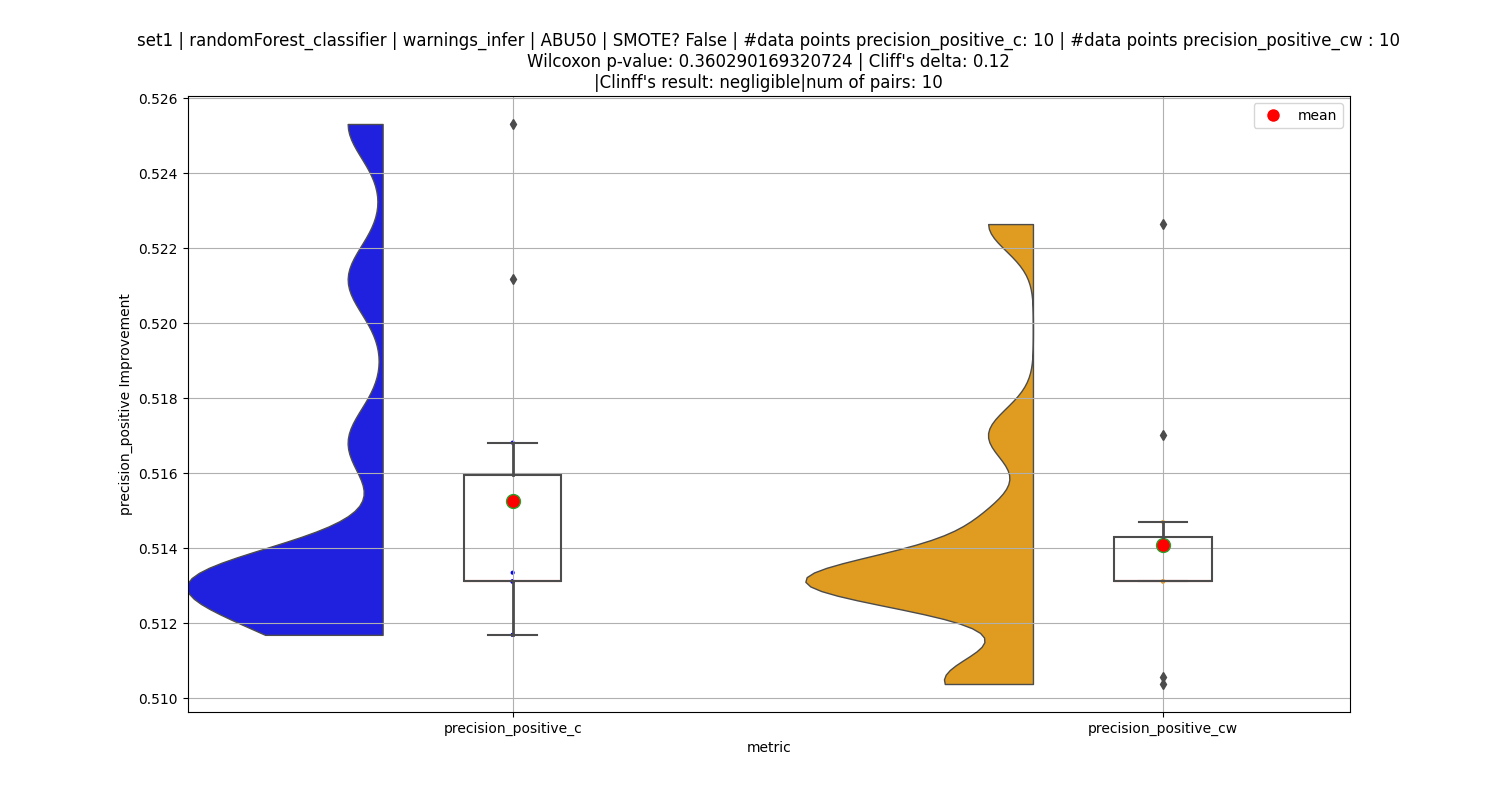 set1 | randomForest_classifier | warnings_infer | ABU50 | SMOTE? False | #data points precision_positive_c: 10 | #data points precision_positive_cw : 10
Wilcoxon p-value: 0.360290169320724 | Cliff's delta: 0.12
|Clinff's result: negligible|num of pairs: 10
mean
0.526
0.524
0.522
0.520
0.518
0.516
0.514
0.512
0.510
precision_positive Improvement
precision_positive_c
precision_positive_cw
metric